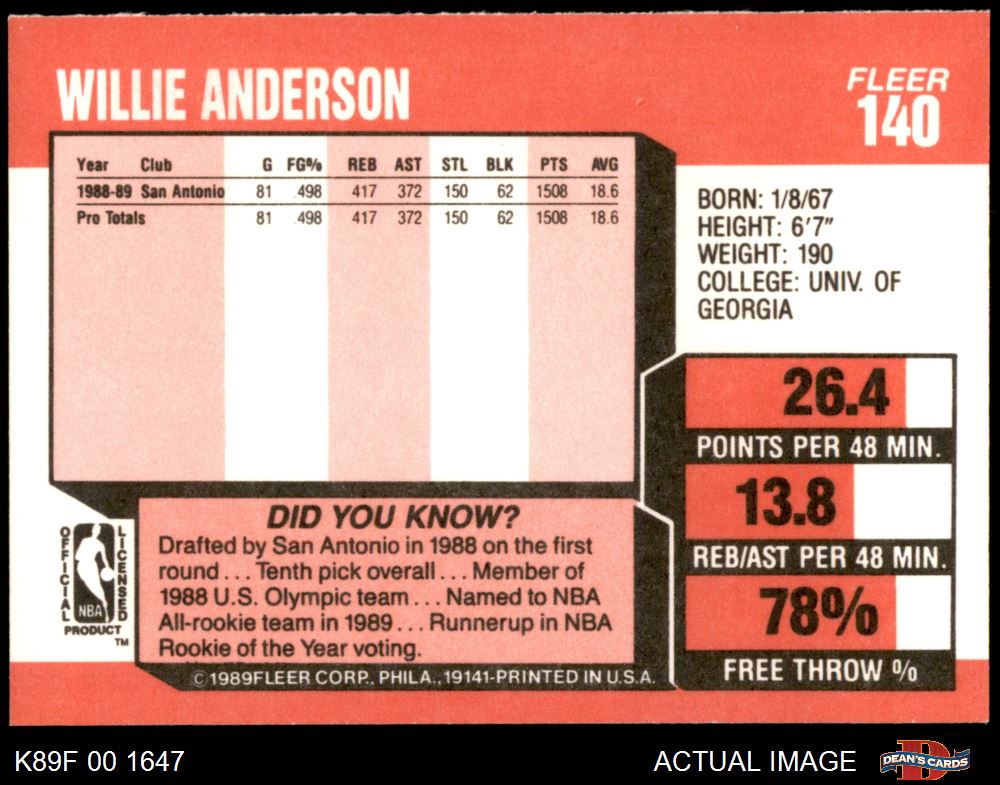 WILLIE ANDERSON
FLEER
140
Year Club G FG% REB AST STL BLK PTS AVG
1988-89 San Antonio 81 .498 417 372 150 62 1508 18.6
Pro Totals 81 .498 417 372 150 62 1508 18.6
BORN: 1/8/67
HEIGHT: 6'7"
WEIGHT: 190
COLLEGE: UNIV. OF
GEORGIA
26.4
POINTS PER 48 MIN.
13.8
REB/AST PER 48 MIN.
78%
FREE THROW %
OFFICIAL
LICENSED
NBA
PRODUCT
TM
DID YOU KNOW?
Drafted by San Antonio in 1988 on the first
round... Tenth pick overall... Member of
1988 U.S. Olympic team... Named to NBA
All-rookie team in 1989... Runnerup in NBA
Rookie of the Year voting.
©1989FLEER CORP., PHILA., 19141-PRINTED IN U.S.A.
K89F 00 1647
ACTUAL IMAGE
D
DEAN'S CARDS